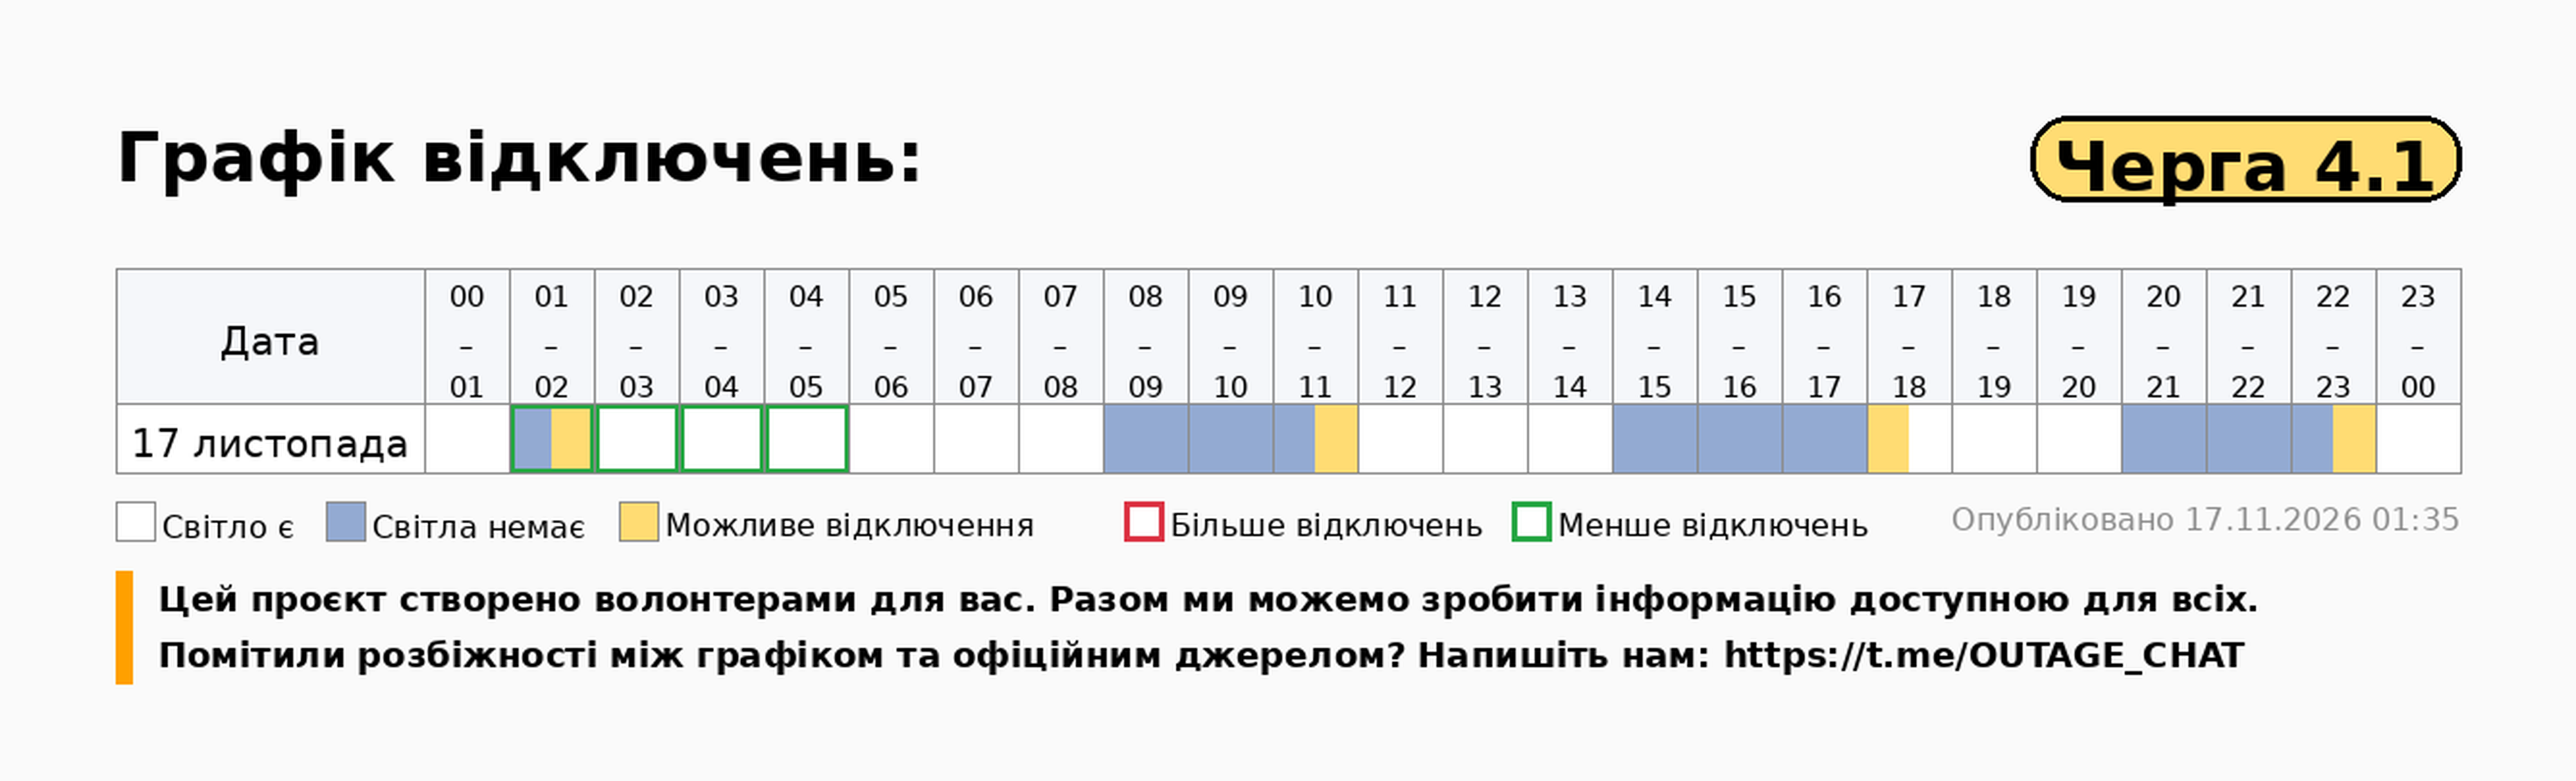 Графік відключень:
Черга 4.1
Дата
00 – 01
01 – 02
02 – 03
03 – 04
04 – 05
05 – 06
06 – 07
07 – 08
08 – 09
09 – 10
10 – 11
11 – 12
12 – 13
13 – 14
14 – 15
15 – 16
16 – 17
17 – 18
18 – 19
19 – 20
20 – 21
21 – 22
22 – 23
23 – 00
17 листопада
Світло є
Світла немає
Можливе відключення
Більше відключень
Менше відключень
Опубліковано 17.11.2026 01:35
Цей проєкт створено волонтерами для вас. Разом ми можемо зробити інформацію доступною для всіх.
Помітили розбіжності між графіком та офіційним джерелом? Напишіть нам: https://t.me/OUTAGE_CHAT